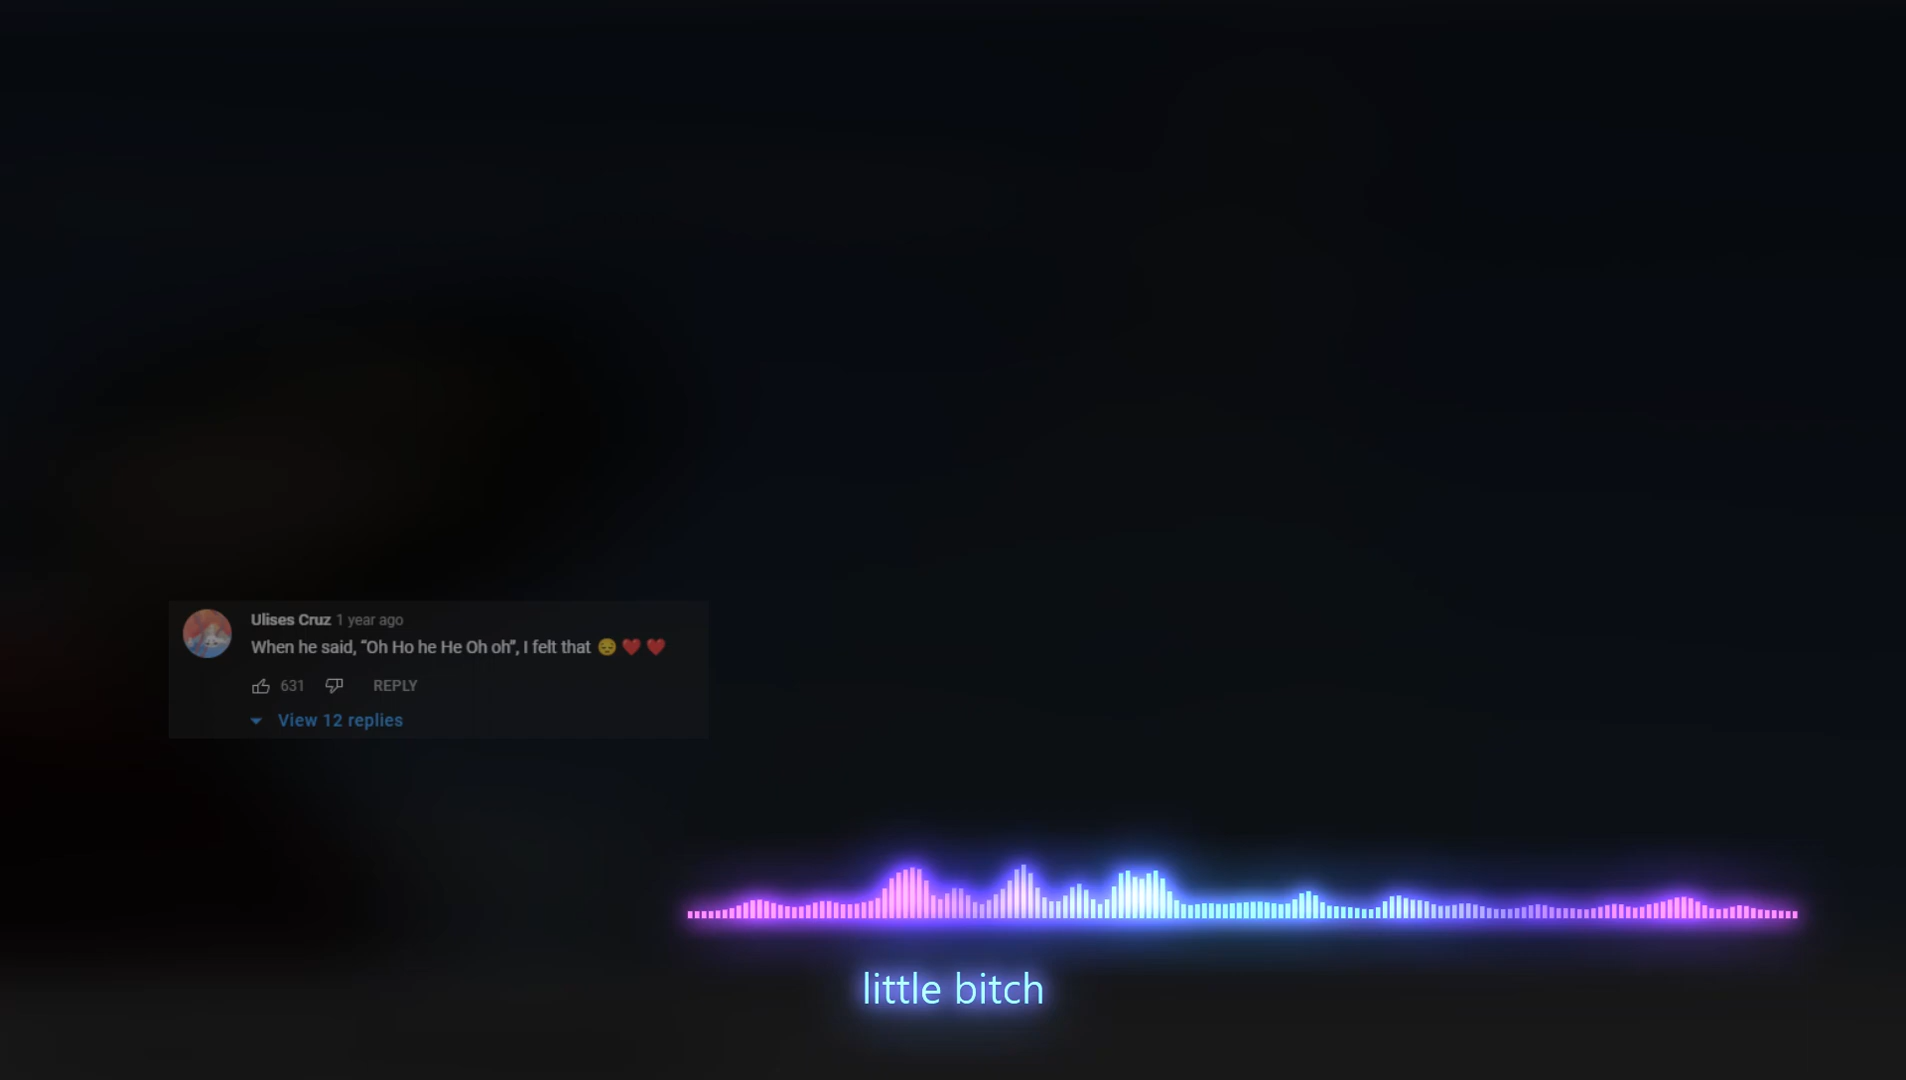 Ulises Cruz 1 year ago
When he said, “Oh Ho he He Oh oh”, I felt that 😔 ❤️ ❤️
631 REPLY
View 12 replies
little bitch